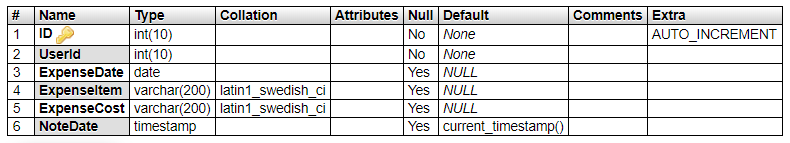 # Name Type Collation Attributes Null Default Comments Extra
1 ID int(10) No None AUTO_INCREMENT
2 UserId int(10) No None
3 ExpenseDate date Yes NULL
4 ExpenseItem varchar(200) latin1_swedish_ci Yes NULL
5 ExpenseCost varchar(200) latin1_swedish_ci Yes NULL
6 NoteDate timestamp Yes current_timestamp()